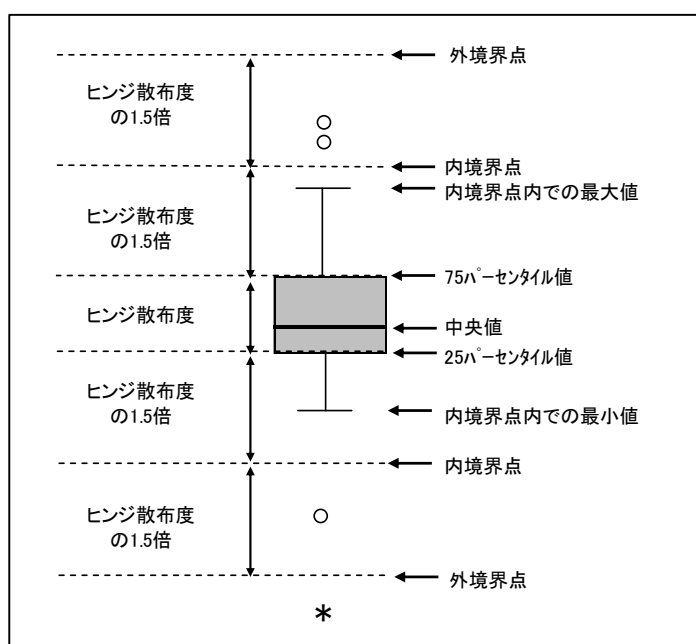 外境界点
ヒンジ散布度
の1.5倍
内境界点
内境界点内での最大値
ヒンジ散布度
の1.5倍
75ﾊﾟｰｾﾝﾀｲﾙ値
ヒンジ散布度
中央値
25ﾊﾟｰｾﾝﾀｲﾙ値
ヒンジ散布度
の1.5倍
内境界点内での最小値
内境界点
ヒンジ散布度
の1.5倍
外境界点